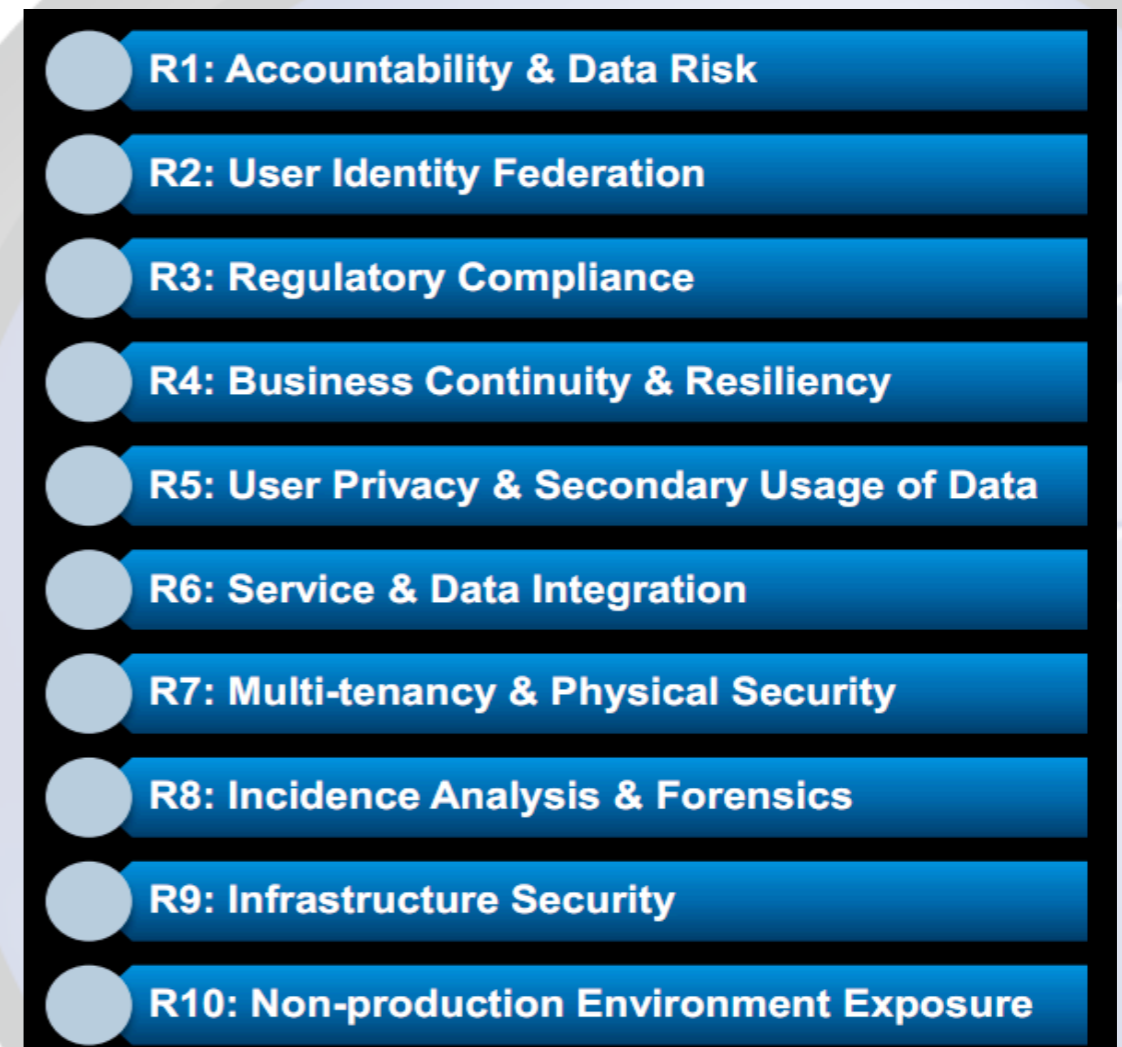 R1: Accountability & Data Risk
R2: User Identity Federation
R3: Regulatory Compliance
R4: Business Continuity & Resiliency
R5: User Privacy & Secondary Usage of Data
R6: Service & Data Integration
R7: Multi-tenancy & Physical Security
R8: Incidence Analysis & Forensics
R9: Infrastructure Security
R10: Non-production Environment Exposure